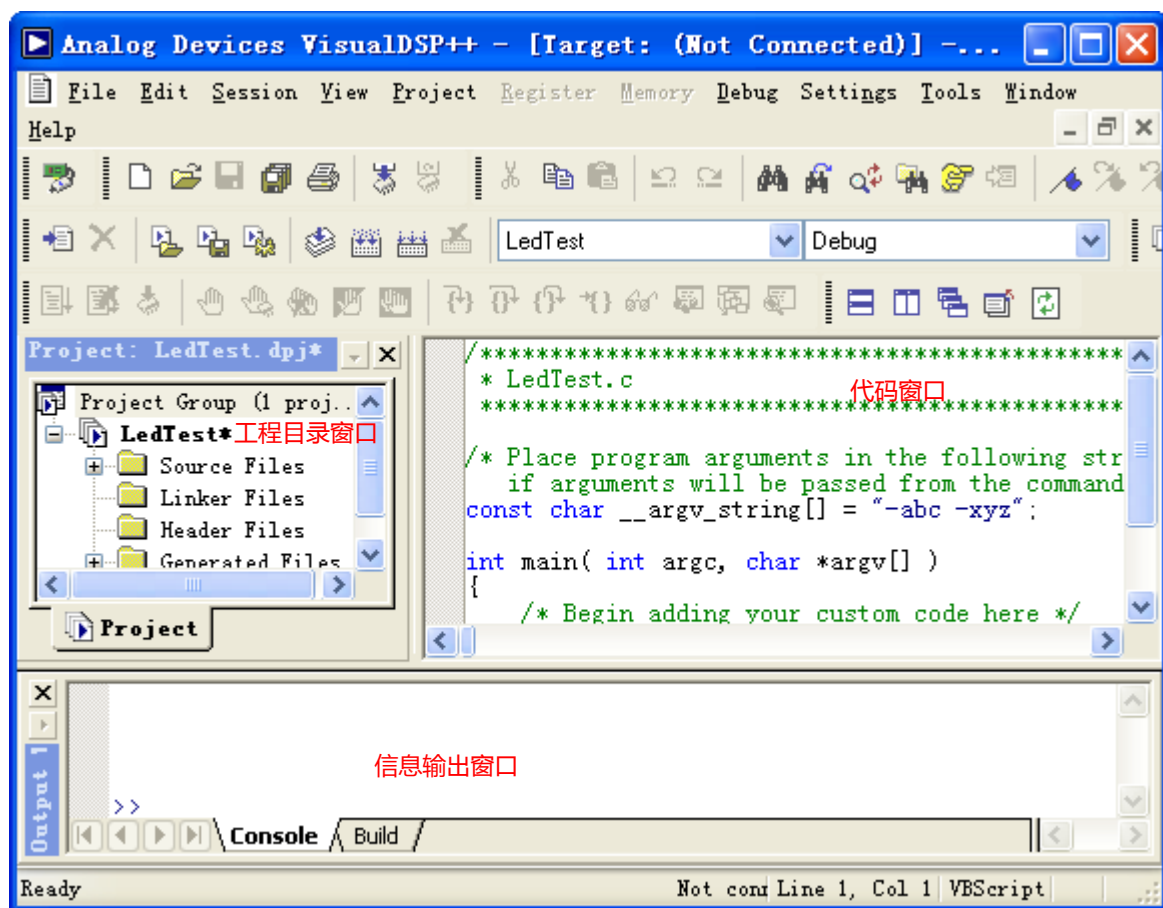 Analog Devices VisualDSP++ - [Target: (Not Connected)] -...
File Edit Session View Project Register Memory Debug Settings Tools Window
Help
LedTest Debug
Project: LedTest.dpj*
Project Group (1 proj..
LedTest*工程目录窗口
Source Files
Linker Files
Header Files
Generated Files
Project
/**********************************************
* LedTest.c
代码窗口
**********************************************
/* Place program arguments in the following str
if arguments will be passed from the command
const char __argv_string[] = "-abc -xyz";
int main( int argc, char *argv[] )
{
/* Begin adding your custom code here */
Output 1
信息输出窗口
>>
Console Build
Ready Not con Line 1, Col 1 VBScript